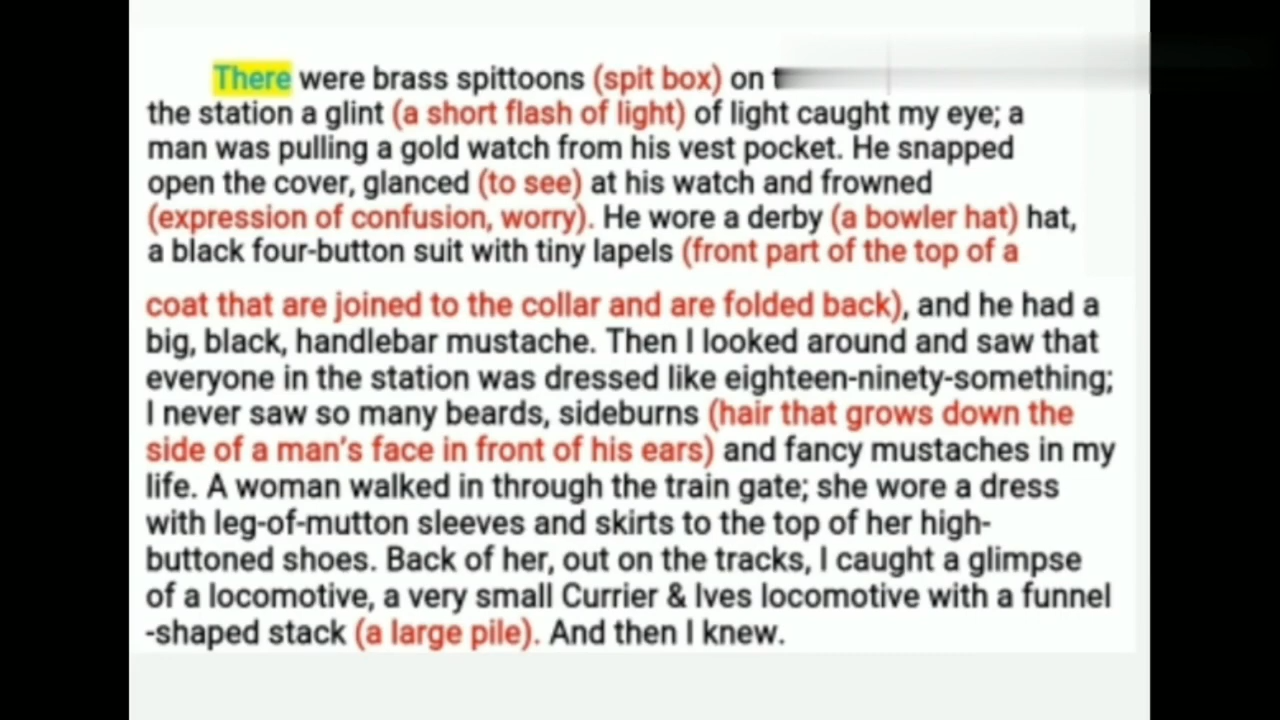 There were brass spittoons (spit box) on
the station a glint (a short flash of light) of light caught my eye; a
man was pulling a gold watch from his vest pocket. He snapped
open the cover, glanced (to see) at his watch and frowned
(expression of confusion, worry). He wore a derby (a bowler hat) hat,
a black four-button suit with tiny lapels (front part of the top of a
coat that are joined to the collar and are folded back), and he had a
big, black, handlebar mustache. Then I looked around and saw that
everyone in the station was dressed like eighteen-ninety-something;
I never saw so many beards, sideburns (hair that grows down the
side of a man's face in front of his ears) and fancy mustaches in my
life. A woman walked in through the train gate; she wore a dress
with leg-of-mutton sleeves and skirts to the top of her high-
buttoned shoes. Back of her, out on the tracks, I caught a glimpse
of a locomotive, a very small Currier & Ives locomotive with a funnel
-shaped stack (a large pile). And then I knew.